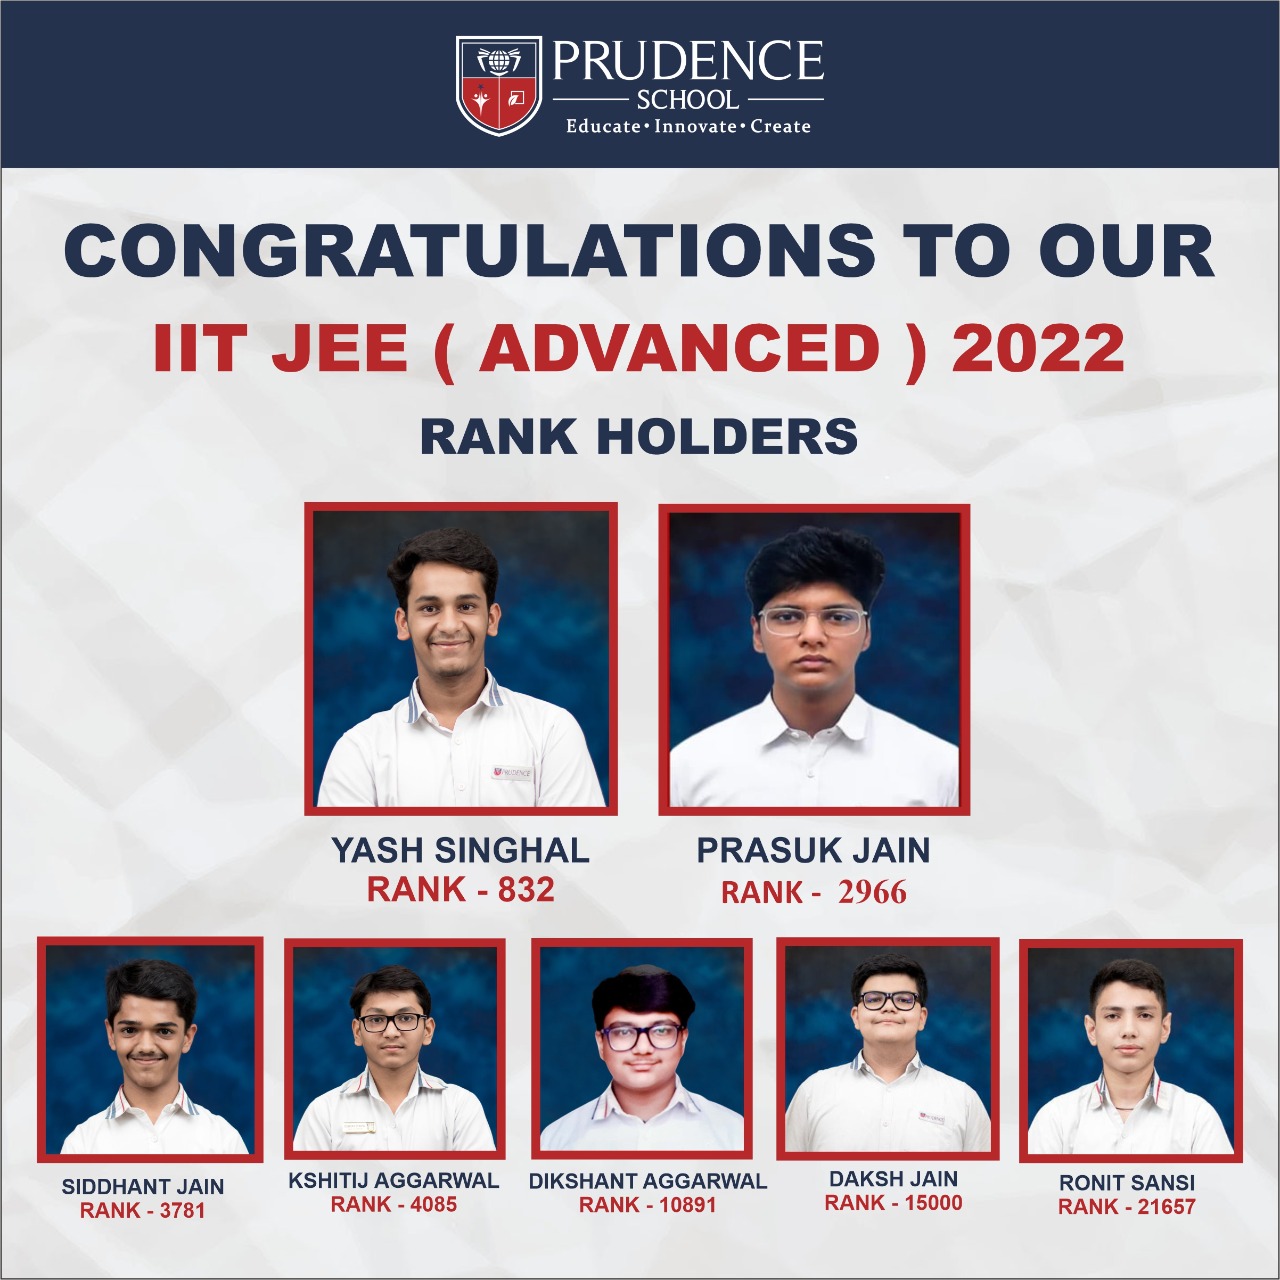 PRUDENCE
SCHOOL
Educate • Innovate • Create
CONGRATULATIONS TO OUR
IIT JEE ( ADVANCED ) 2022
RANK HOLDERS
PRUDENCE
YASH SINGHAL
RANK - 832
PRASUK JAIN
RANK - 2966
PRUDENCE
SIDDHANT JAIN
RANK - 3781
KSHITIJ AGGARWAL
RANK - 4085
DIKSHANT AGGARWAL
RANK - 10891
DAKSH JAIN
RANK - 15000
RONIT SANSI
RANK - 21657